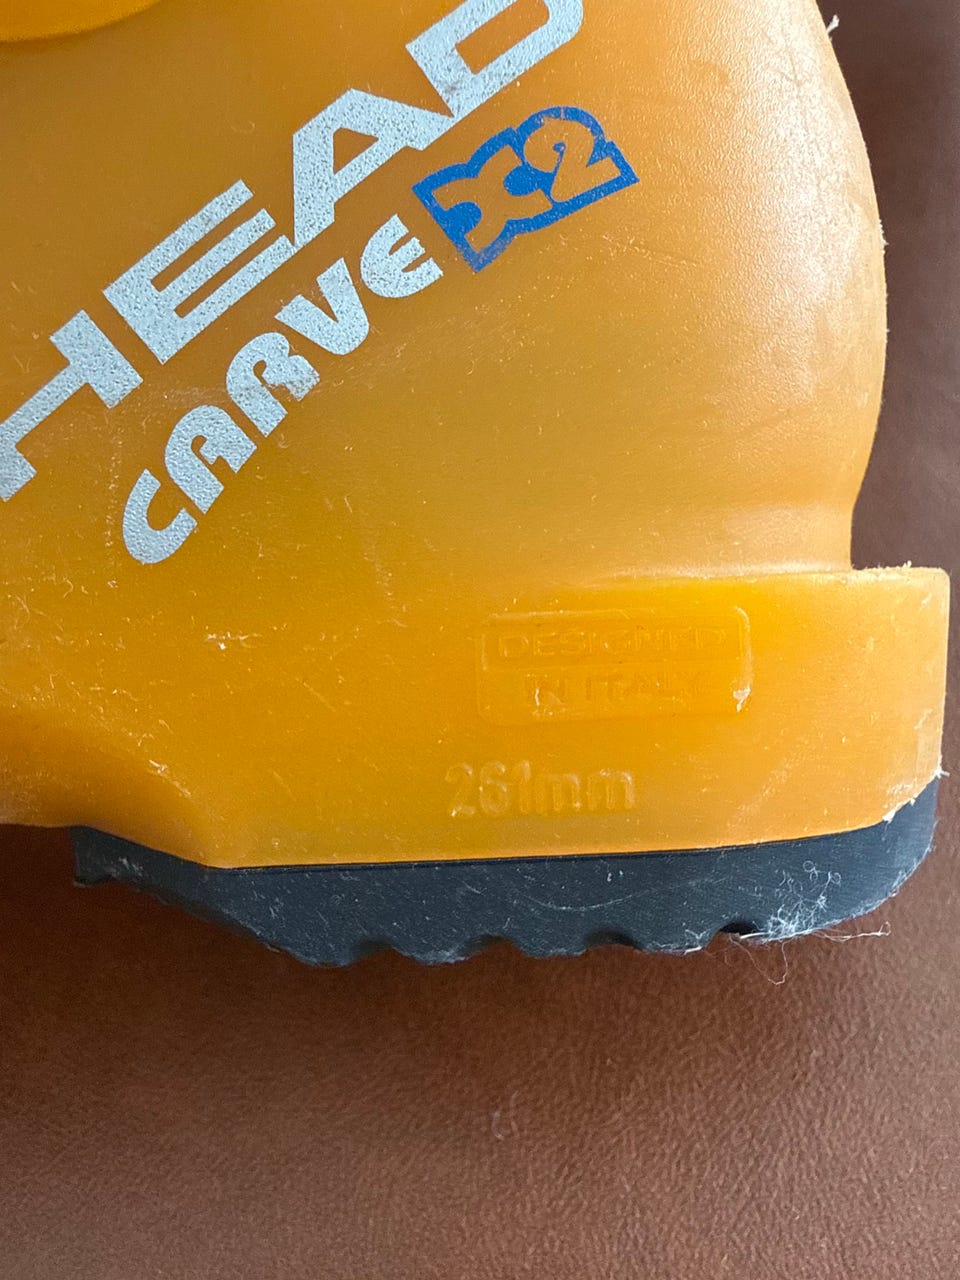 HEAD
CARVE X2
DESIGNED
IN ITALY
261mm